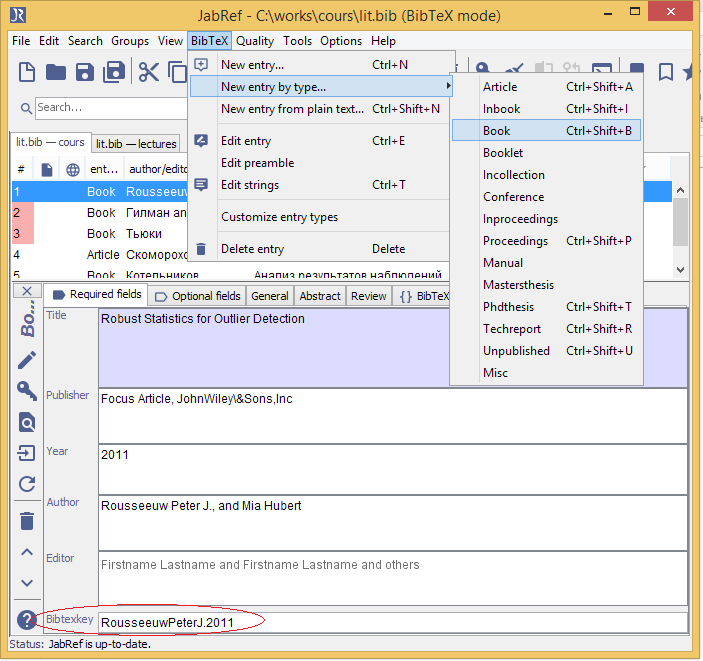 JabRef - C:\works\cours\lit.bib (BibTeX mode)
File Edit Search Groups View BibTeX Quality Tools Options Help
New entry... Ctrl+N
New entry by type...
New entry from plain text... Ctrl+Shift+N
Edit entry Ctrl+E
Edit preamble
Edit strings Ctrl+T
Customize entry types
Delete entry Delete
Article Ctrl+Shift+A
Inbook Ctrl+Shift+I
Book Ctrl+Shift+B
Booklet
Incollection
Conference
Inproceedings
Proceedings Ctrl+Shift+P
Manual
Mastersthesis
Phdthesis Ctrl+Shift+T
Techreport Ctrl+Shift+R
Unpublished Ctrl+Shift+U
Misc
Search...
lit.bib — cours lit.bib — lectures
# ent... author/edito
1 Book Rousseeuw
2 Book Гилман an
3 Book Тьюки
4 Article Скоморохо
5 Book Котельников Анализ результатов наблюдений
Bo...
Required fields Optional fields General Abstract Review {} BibTeX
Title Robust Statistics for Outlier Detection
Publisher Focus Article, JohnWiley\&Sons,Inc
Year 2011
Author Rousseeuw Peter J., and Mia Hubert
Editor Firstname Lastname and Firstname Lastname and others
Bibtexkey RousseeuwPeterJ.2011
Status: JabRef is up-to-date.